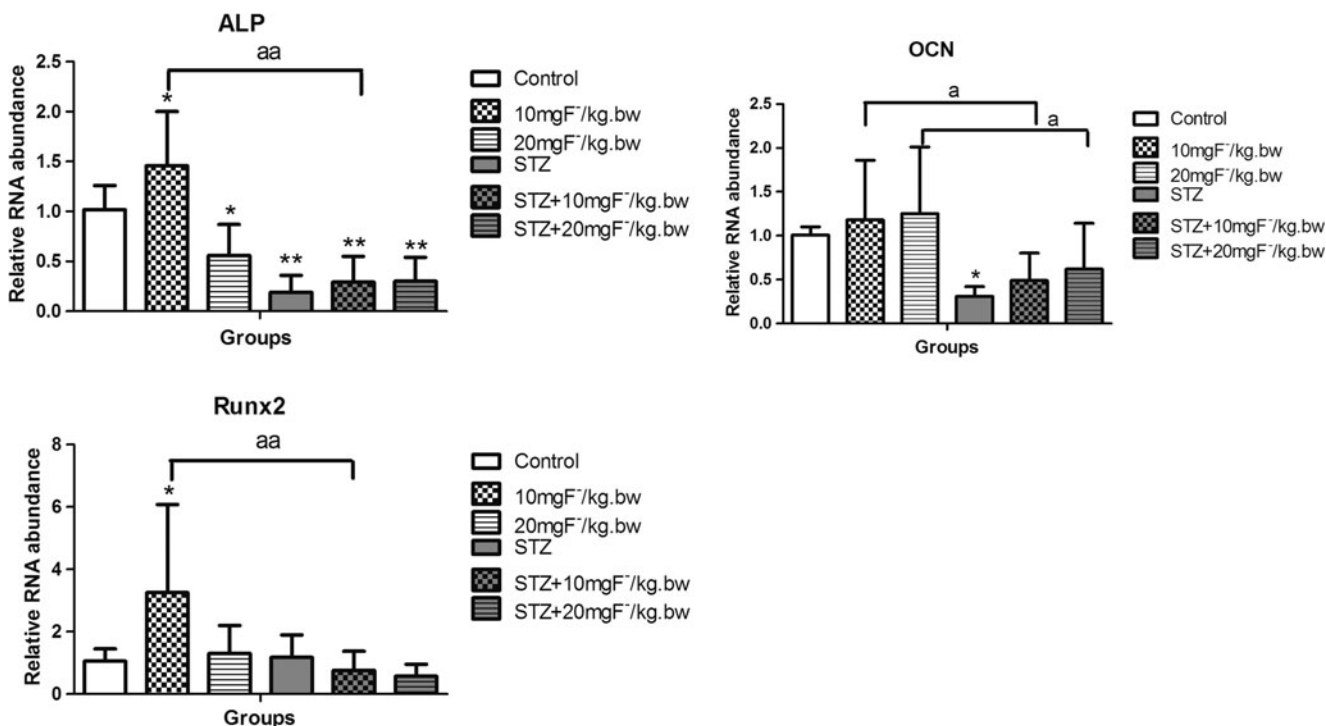 ALP
aa
2.5
2.0
1.5
1.0
0.5
0.0
Relative RNA abundance
*
*
**
**
**
Groups
Control
10mgF⁻/kg.bw
20mgF⁻/kg.bw
STZ
STZ+10mgF⁻/kg.bw
STZ+20mgF⁻/kg.bw
OCN
a
a
2.5
2.0
1.5
1.0
0.5
0.0
Relative RNA abundance
*
Groups
Control
10mgF⁻/kg.bw
20mgF⁻/kg.bw
STZ
STZ+10mgF⁻/kg.bw
STZ+20mgF⁻/kg.bw
Runx2
aa
8
6
4
2
0
Relative RNA abundance
*
Groups
Control
10mgF⁻/kg.bw
20mgF⁻/kg.bw
STZ
STZ+10mgF⁻/kg.bw
STZ+20mgF⁻/kg.bw